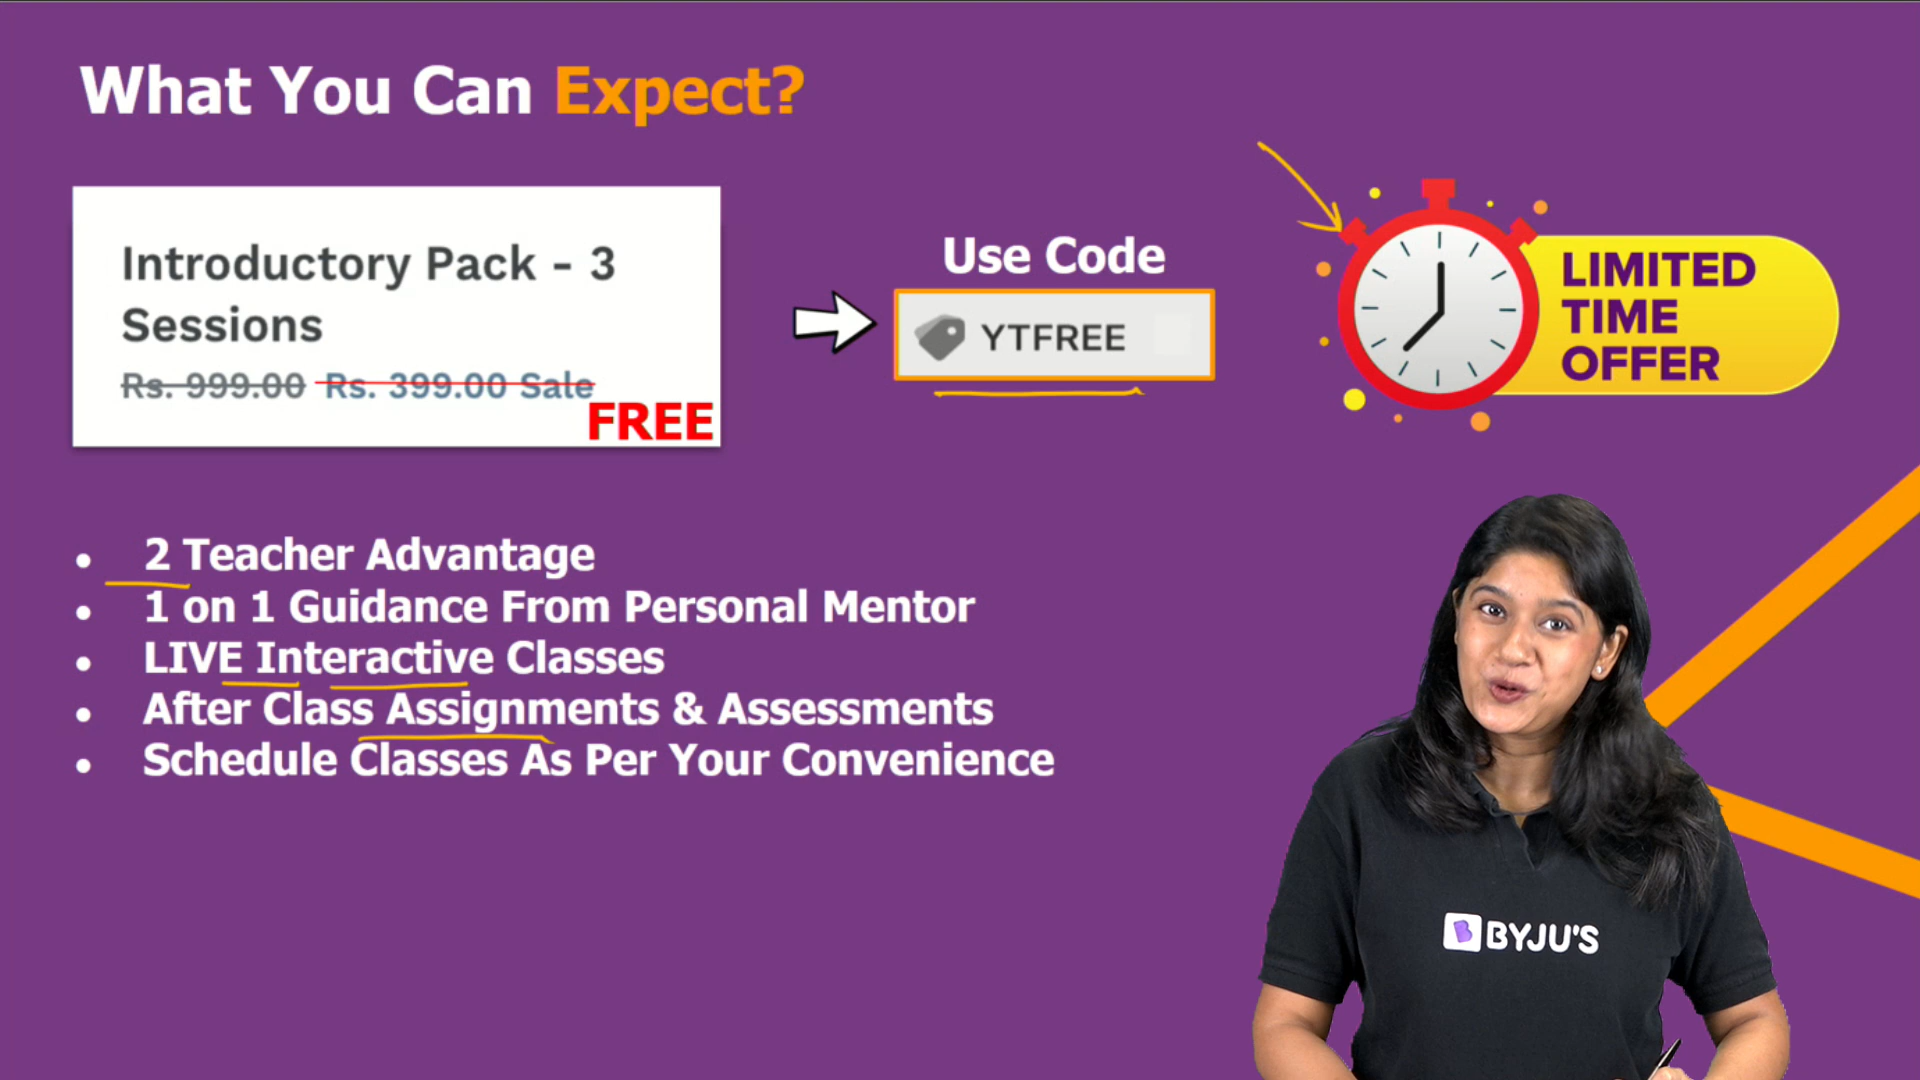 What You Can Expect?
Introductory Pack - 3
Sessions
Rs. 999.00 Rs. 399.00 Sale
FREE
Use Code
YTFREE
LIMITED
TIME
OFFER
2 Teacher Advantage
1 on 1 Guidance From Personal Mentor
LIVE Interactive Classes
After Class Assignments & Assessments
Schedule Classes As Per Your Convenience
BYJU'S